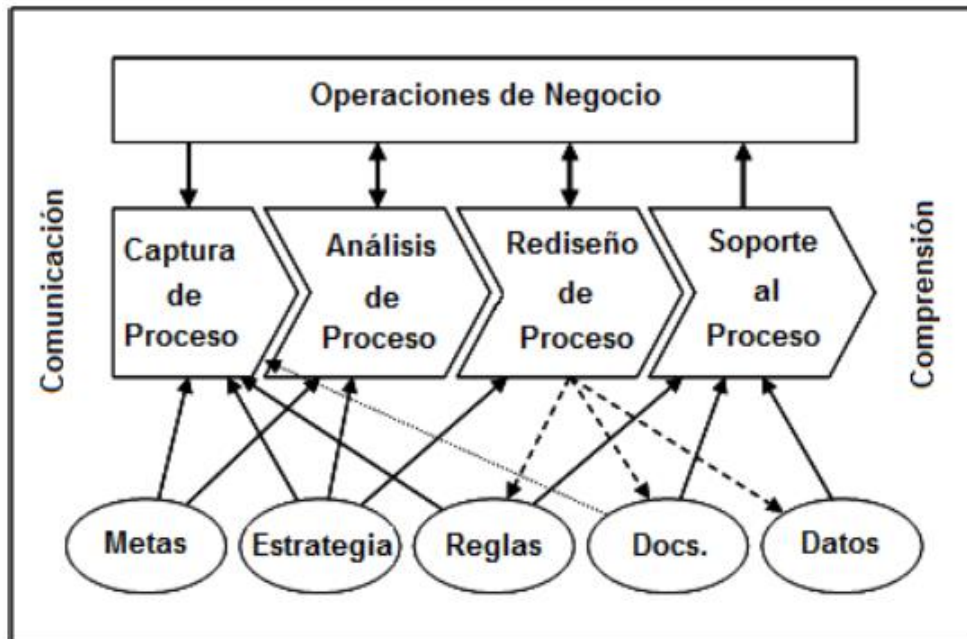 Operaciones de Negocio
Comunicación
Captura
de
Proceso
Análisis
de
Proceso
Rediseño
de
Proceso
Soporte
al
Proceso
Comprensión
Metas
Estrategia
Reglas
Docs.
Datos